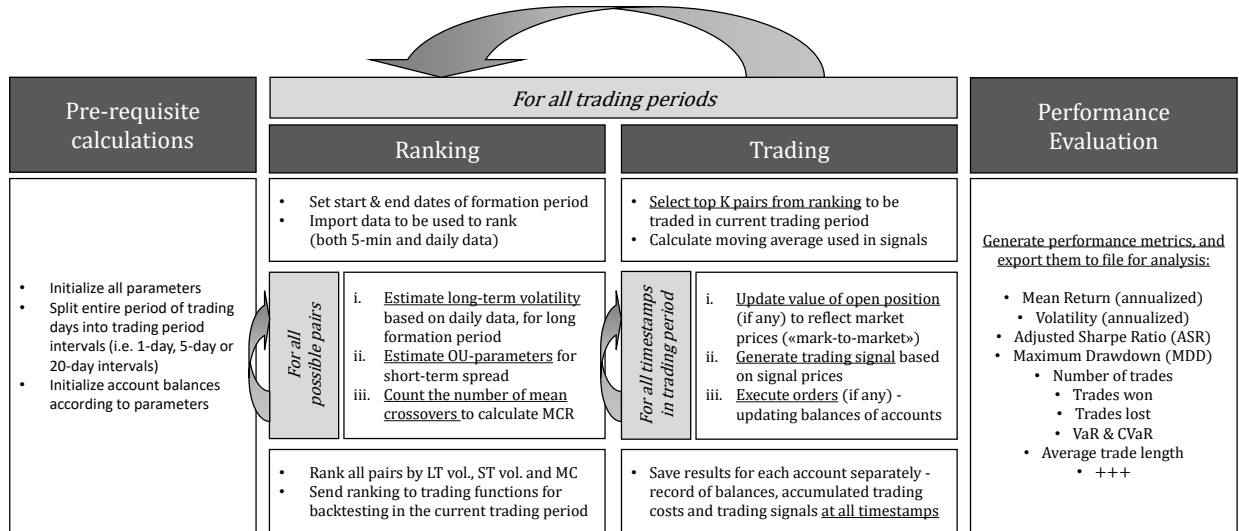 Pre-requisite
calculations
• Initialize all parameters
• Split entire period of trading
days into trading period
intervals (i.e. 1-day, 5-day or
20-day intervals)
• Initialize account balances
according to parameters
For all trading periods
Ranking
• Set start & end dates of formation period
• Import data to be used to rank
(both 5-min and daily data)
For all
possible pairs
i. Estimate long-term volatility
based on daily data, for long
formation period
ii. Estimate OU-parameters for
short-term spread
iii. Count the number of mean
crossovers to calculate MCR
• Rank all pairs by LT vol., ST vol. and MC
• Send ranking to trading functions for
backtesting in the current trading period
Trading
• Select top K pairs from ranking to be
traded in current trading period
• Calculate moving average used in signals
For all timestamps
in trading period
i. Update value of open position
(if any) to reflect market
prices («mark-to-market»)
ii. Generate trading signal based
on signal prices
iii. Execute orders (if any) -
updating balances of accounts
• Save results for each account separately -
record of balances, accumulated trading
costs and trading signals at all timestamps
Performance
Evaluation
Generate performance metrics, and
export them to file for analysis:
• Mean Return (annualized)
• Volatility (annualized)
• Adjusted Sharpe Ratio (ASR)
• Maximum Drawdown (MDD)
• Number of trades
• Trades won
• Trades lost
• VaR & CVaR
• Average trade length
• +++